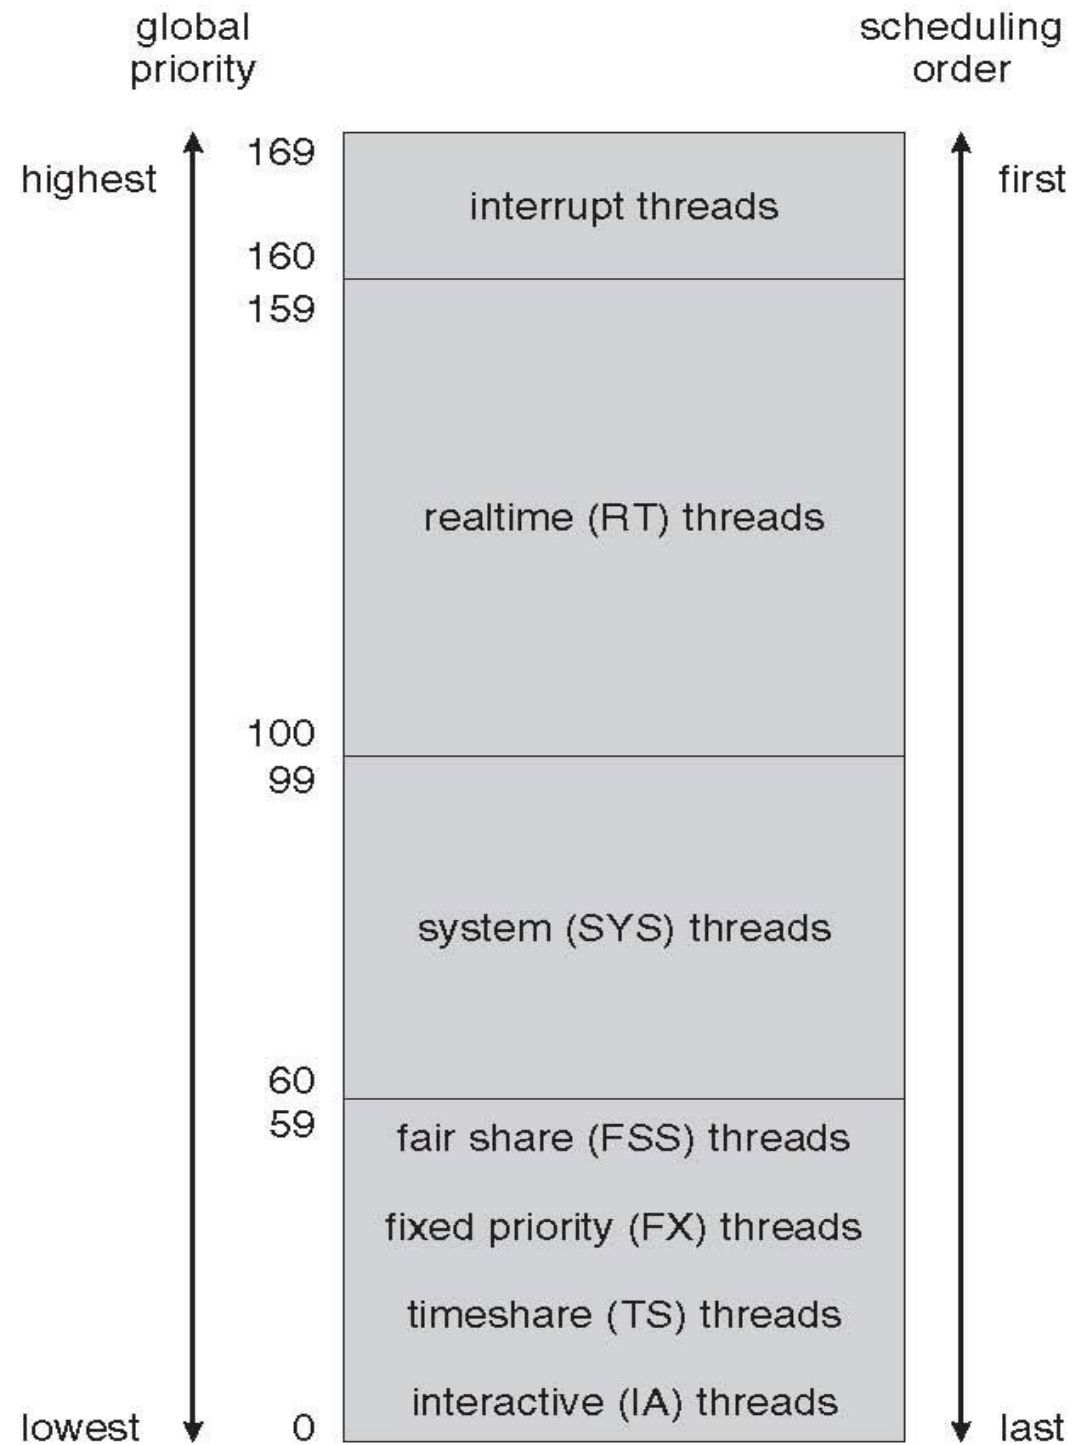 global
priority
scheduling
order
highest
169
interrupt threads
first
160
159
realtime (RT) threads
100
99
system (SYS) threads
60
59
fair share (FSS) threads
fixed priority (FX) threads
timeshare (TS) threads
interactive (IA) threads
lowest
0
last